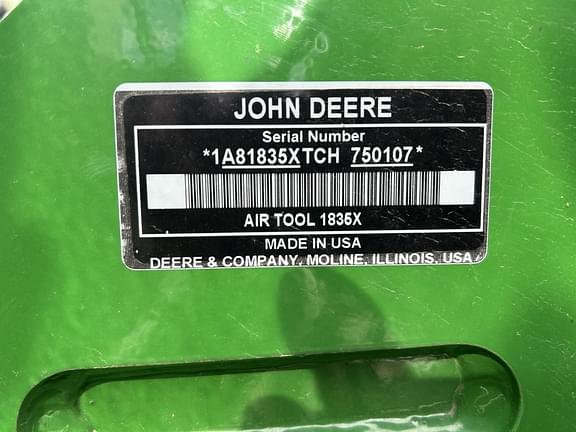 JOHN DEERE
Serial Number
*1A81835XTCH 750107*
AIR TOOL 1835X
MADE IN USA
DEERE & COMPANY, MOLINE, ILLINOIS, USA